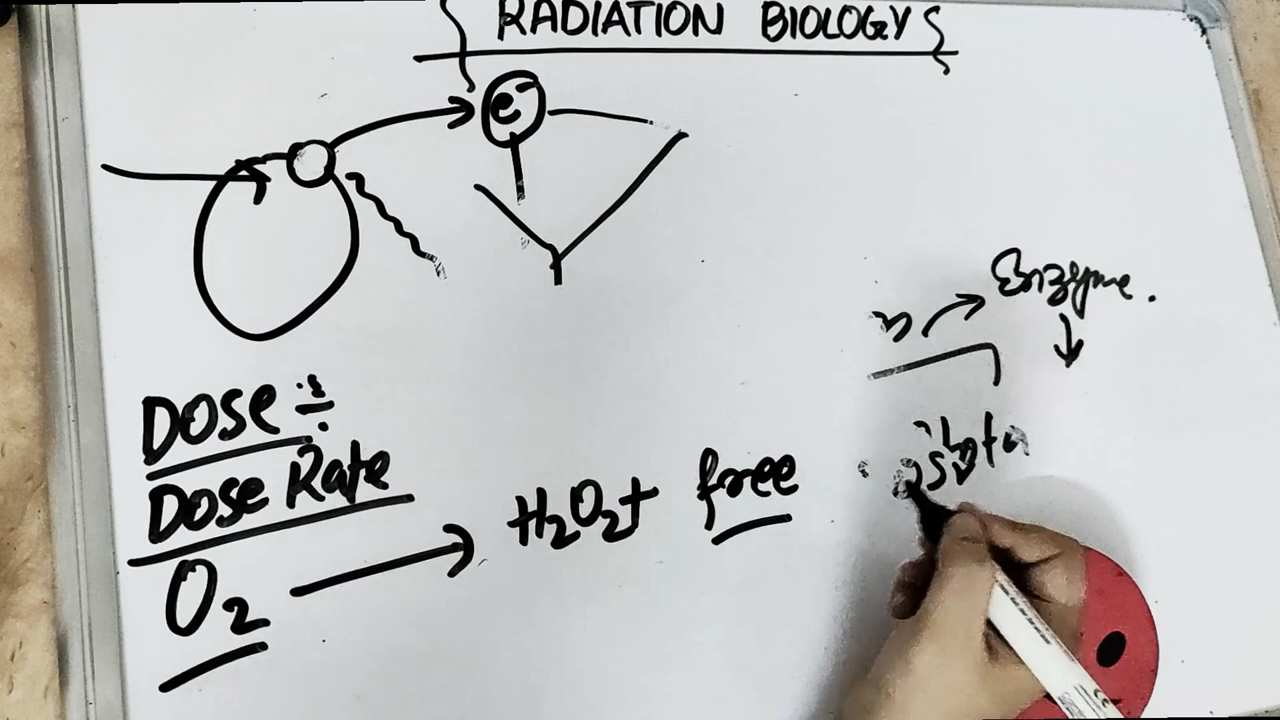 RADIATION BIOLOGY
e-
Enzyme.
DOSE
Dose Rate
O2 → H2O2+ free